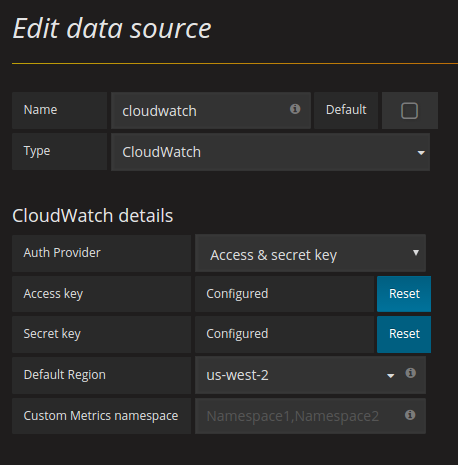 Edit data source
Name cloudwatch Default
Type CloudWatch
CloudWatch details
Auth Provider Access & secret key
Access key Configured Reset
Secret key Configured Reset
Default Region us-west-2
Custom Metrics namespace Namespace1,Namespace2